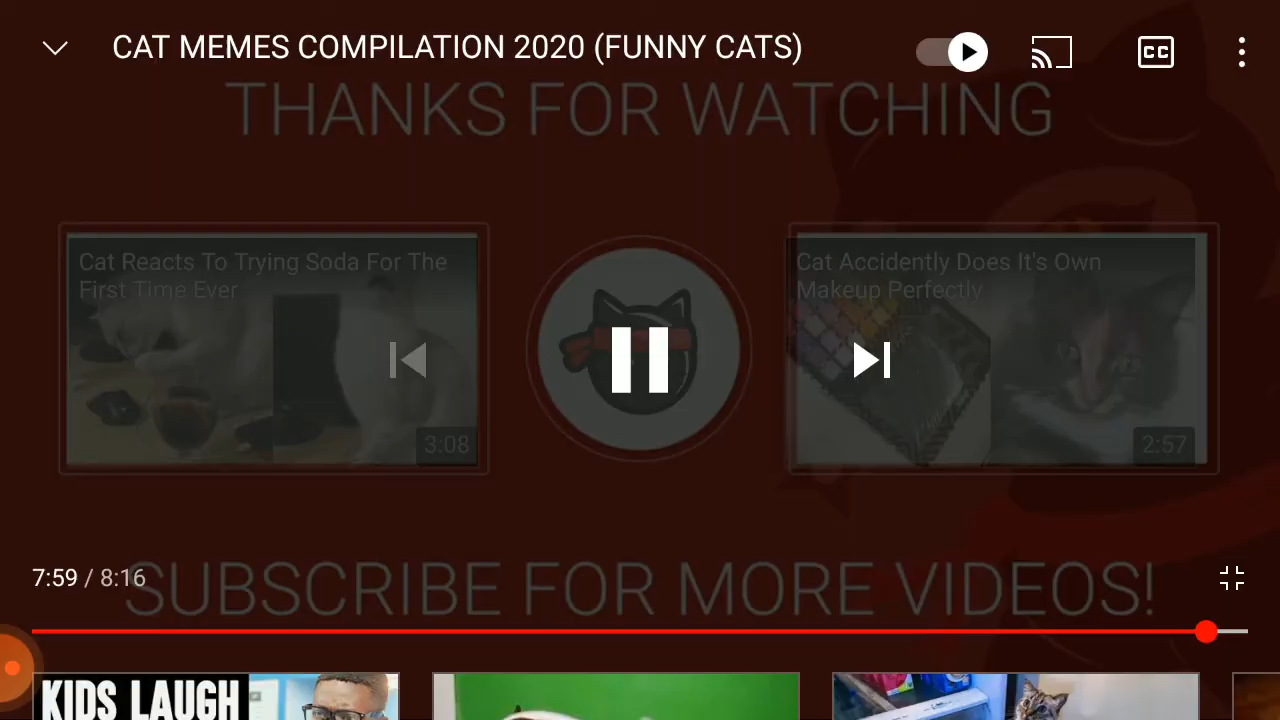 CAT MEMES COMPILATION 2020 (FUNNY CATS)
CC
THANKS FOR WATCHING
Cat Reacts To Trying Soda For The
First Time Ever
3:08
Cat Accidently Does It's Own
Makeup Perfectly
2:57
7:59 / 8:16
SUBSCRIBE FOR MORE VIDEOS!
KIDS LAUGH